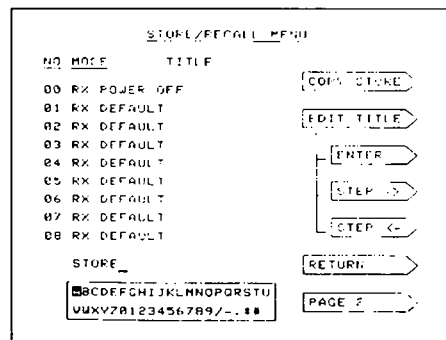 STORE/RECALL MENU
NO MODE TITLE
00 RX POWER OFF
01 RX DEFAULT
02 RX DEFAULT
03 RX DEFAULT
04 RX DEFAULT
05 RX DEFAULT
06 RX DEFAULT
07 RX DEFAULT
08 RX DEFAULT
STORE_
ABCDEFGHIJKLMNOPQRSTU
VWXYZ0123456789/-.
COPY STORE
EDIT TITLE
ENTER
STEP ->
STEP <-
RETURN
PAGE 2